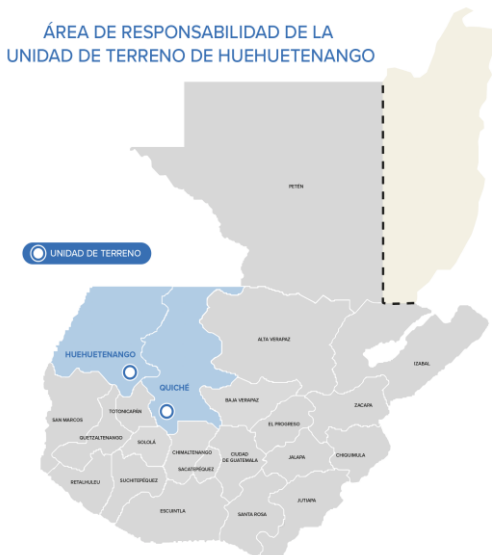 ÁREA DE RESPONSABILIDAD DE LA
UNIDAD DE TERRENO DE HUEHUETENANGO
PETÉN
UNIDAD DE TERRENO
ALTA VERAPAZ
HUEHUETENANGO
IZABAL
QUICHÉ
BAJA VERAPAZ
ZACAPA
TOTONICAPÁN
SAN MARCOS
EL PROGRESO
QUETZALTENANGO
SOLOLÁ
CHIMALTENANGO
CIUDAD
DE GUATEMALA
JALAPA
CHIQUIMULA
SACATEPÉQUEZ
RETALHULEU
SUCHITEPÉQUEZ
JUTIAPA
ESCUINTLA
SANTA ROSA